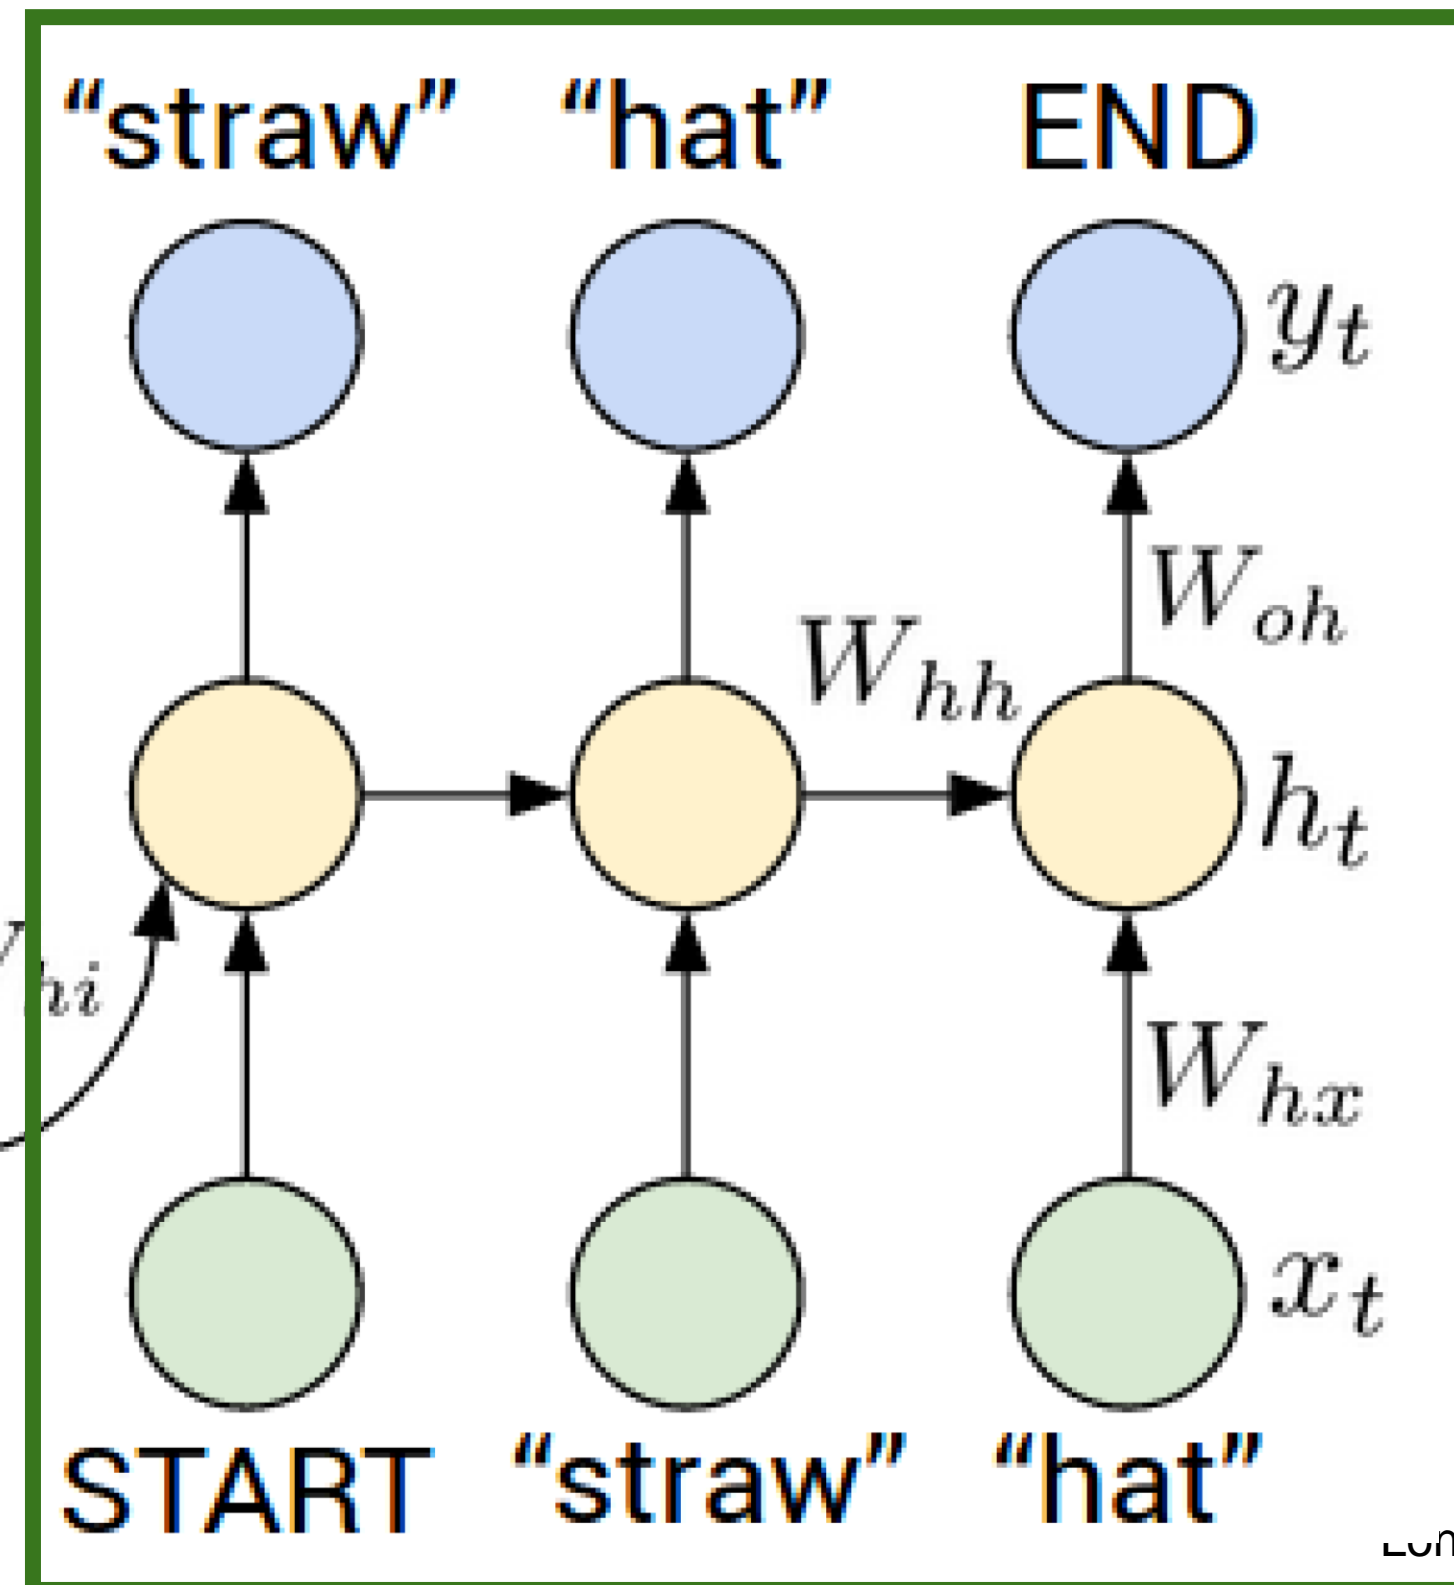 “straw” “hat” END
y_t
W_oh
W_hh
h_t
hi
W_hx
x_t
START “straw” “hat”